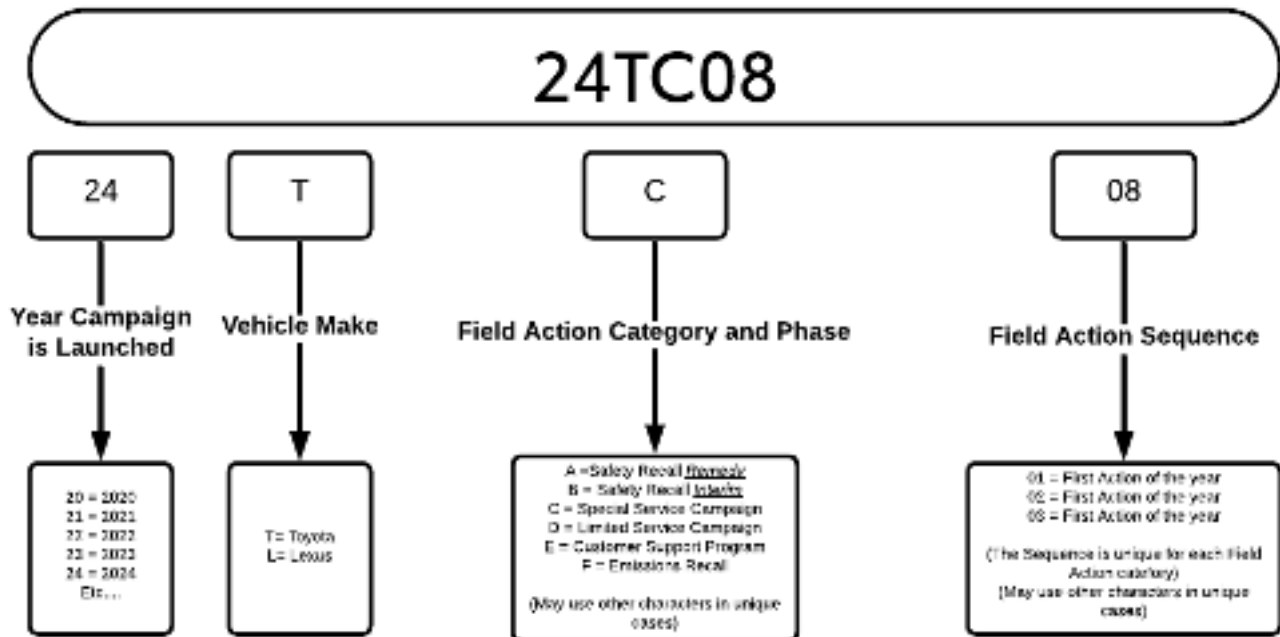 24TC08
24
T
C
08
Year Campaign
is Launched
Vehicle Make
Field Action Category and Phase
Field Action Sequence
20 = 2020
21 = 2021
22 = 2022
23 = 2023
24 = 2024
Etc...
T= Toyota
L= Lexus
A =Safety Recall Remedy
B = Safety Recall Interim
C = Special Service Campaign
D = Limited Service Campaign
E = Customer Support Program
F = Emissions Recall
(May use other characters in unique
cases)
01 = First Action of the year
02 = First Action of the year
03 = First Action of the year
(The Sequence is unique for each Field
Action catefory)
(May use other characters in unique
cases)